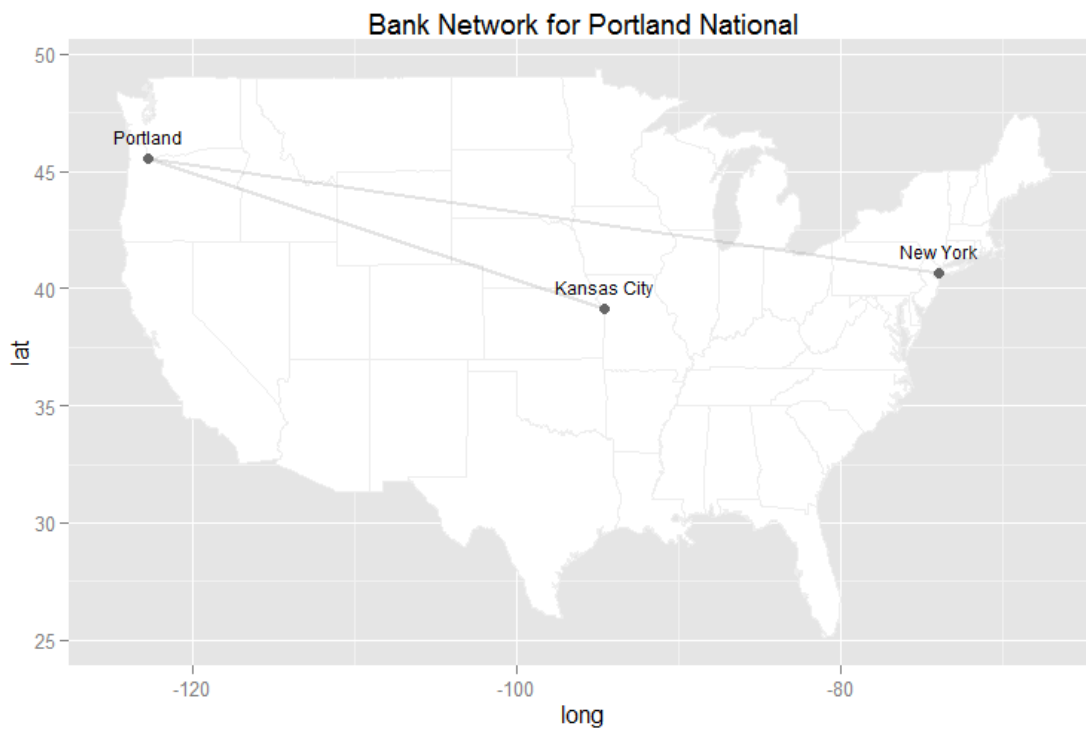 Bank Network for Portland National
50
45
40
35
30
25
lat
Portland
New York
Kansas City
-120
-100
-80
long